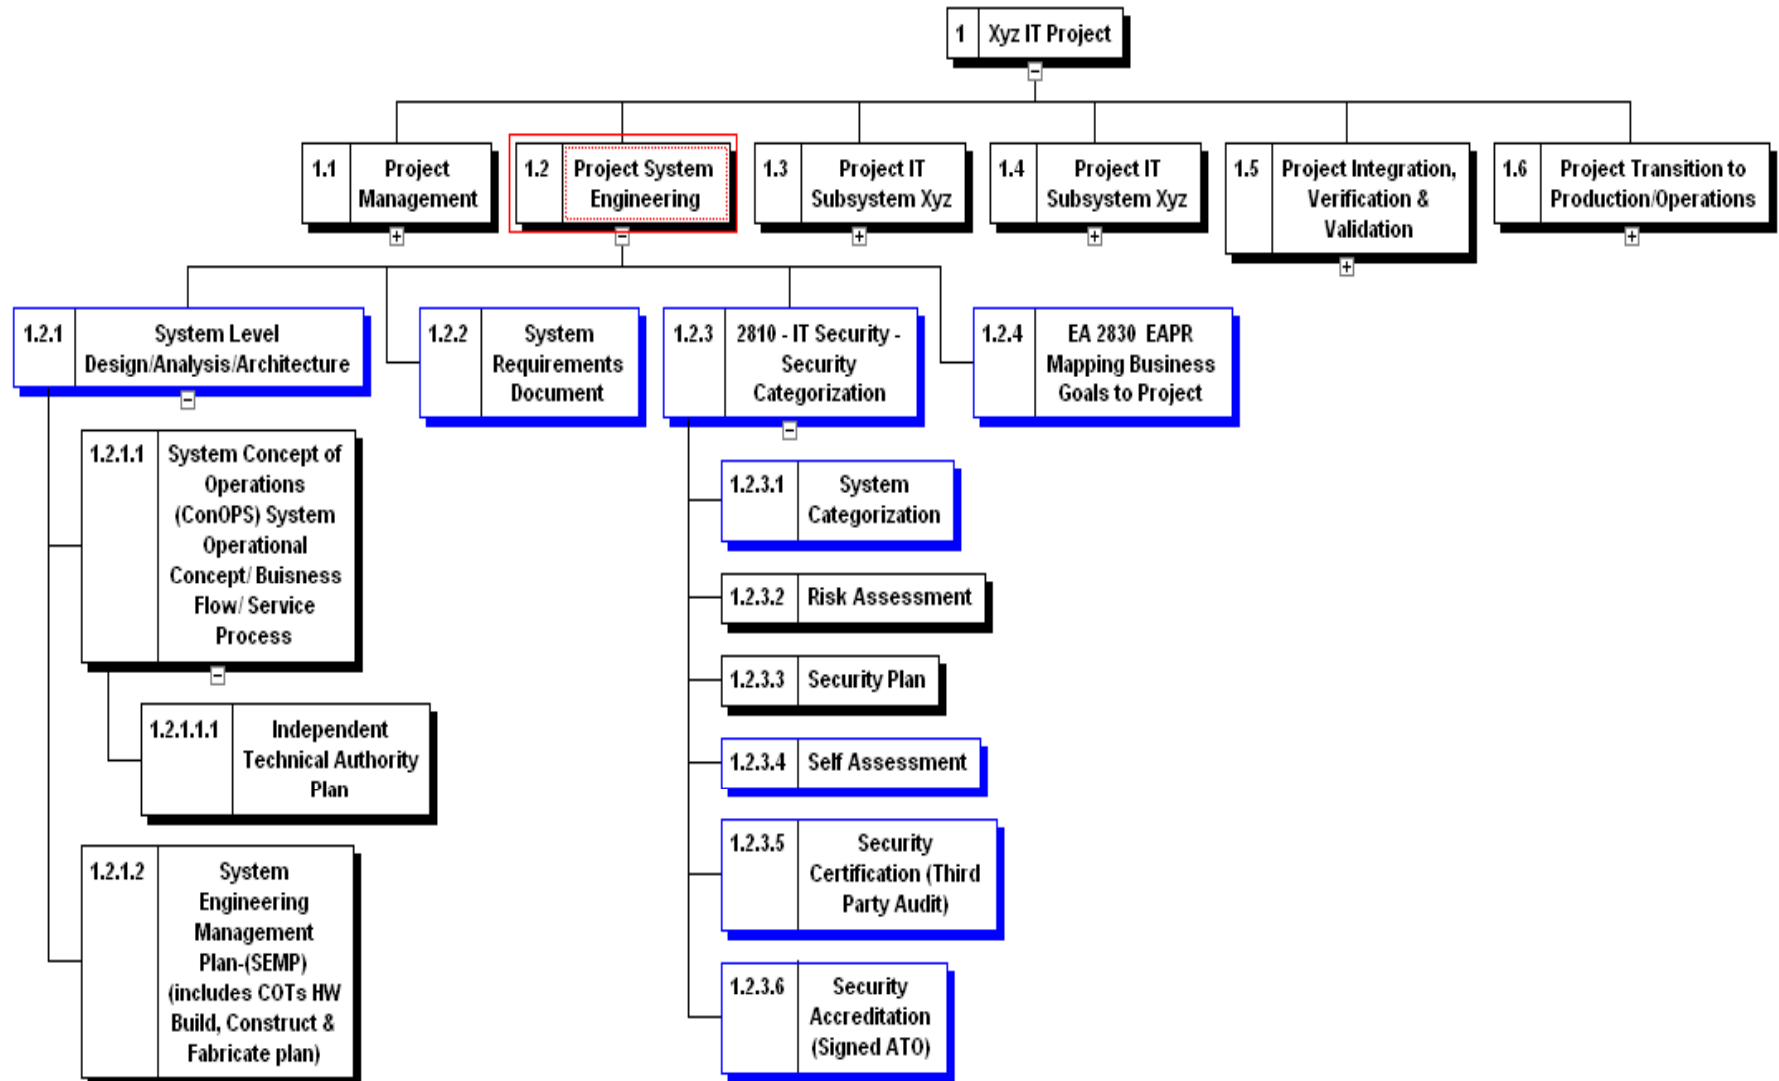 1 Xyz IT Project
1.1 Project
Management
1.2 Project System
Engineering
1.3 Project IT
Subsystem Xyz
1.4 Project IT
Subsystem Xyz
1.5 Project Integration,
Verification &
Validation
1.6 Project Transition to
Production/Operations
1.2.1 System Level
Design/Analysis/Architecture
1.2.2 System
Requirements
Document
1.2.3 2810 - IT Security -
Security
Categorization
1.2.4 EA 2830 EAPR
Mapping Business
Goals to Project
1.2.1.1 System Concept of
Operations
(ConOPS) System
Operational
Concept/ Buisness
Flow/ Service
Process
1.2.1.1.1 Independent
Technical Authority
Plan
1.2.1.2 System
Engineering
Management
Plan-(SEMP)
(includes COTs HW
Build, Construct &
Fabricate plan)
1.2.3.1 System
Categorization
1.2.3.2 Risk Assessment
1.2.3.3 Security Plan
1.2.3.4 Self Assessment
1.2.3.5 Security
Certification (Third
Party Audit)
1.2.3.6 Security
Accreditation
(Signed ATO)